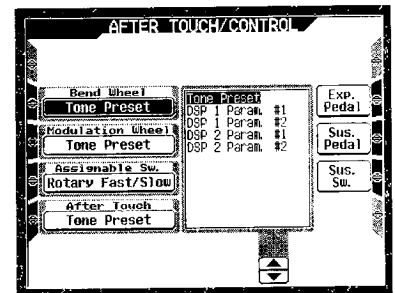 AFTER TOUCH/CONTROL
Bend Wheel
Tone Preset
Modulation Wheel
Tone Preset
Assignable Sw.
Rotary Fast/Slow
After Touch
Tone Preset
Tone Preset
DSP 1 Param. #1
DSP 1 Param. #2
DSP 2 Param. #1
DSP 2 Param. #2
Exp.
Pedal
Sus.
Pedal
Sus.
Sw.